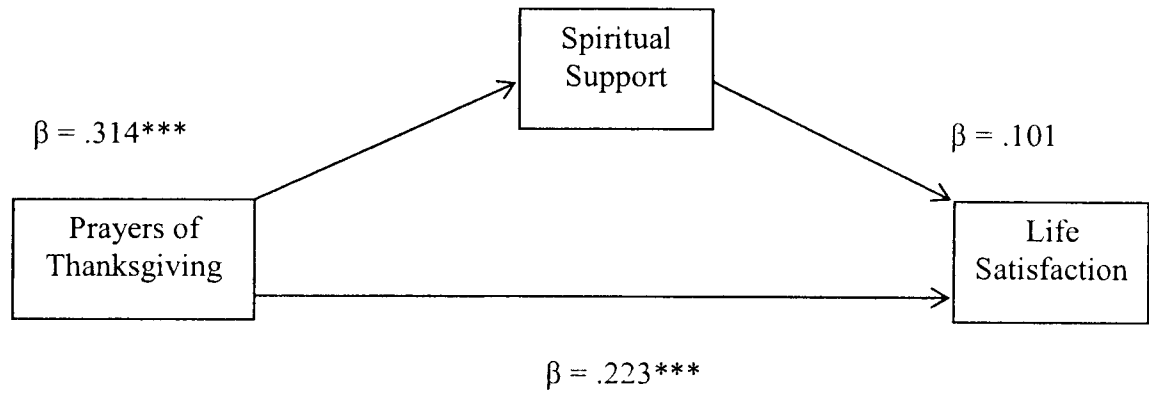 Spiritual
Support
β = .314***
β = .101
Prayers of
Thanksgiving
Life
Satisfaction
β = .223***